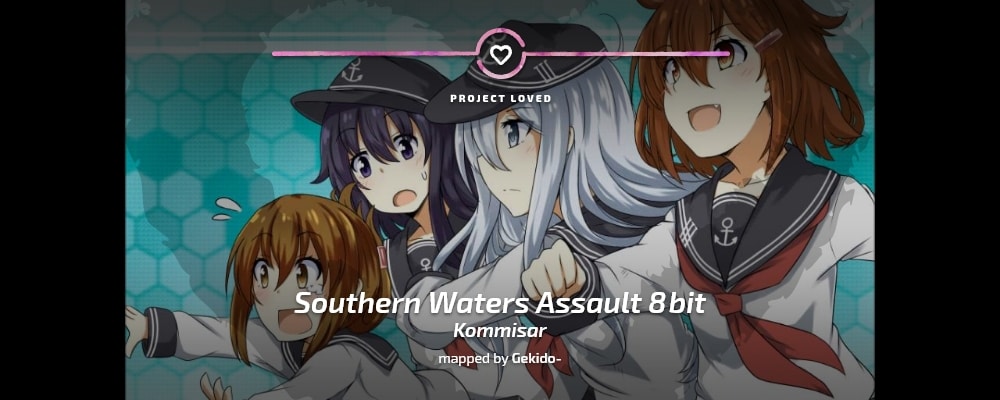 PROJECT LOVED
Southern Waters Assault 8bit
Kommisar
mapped by Gekido-